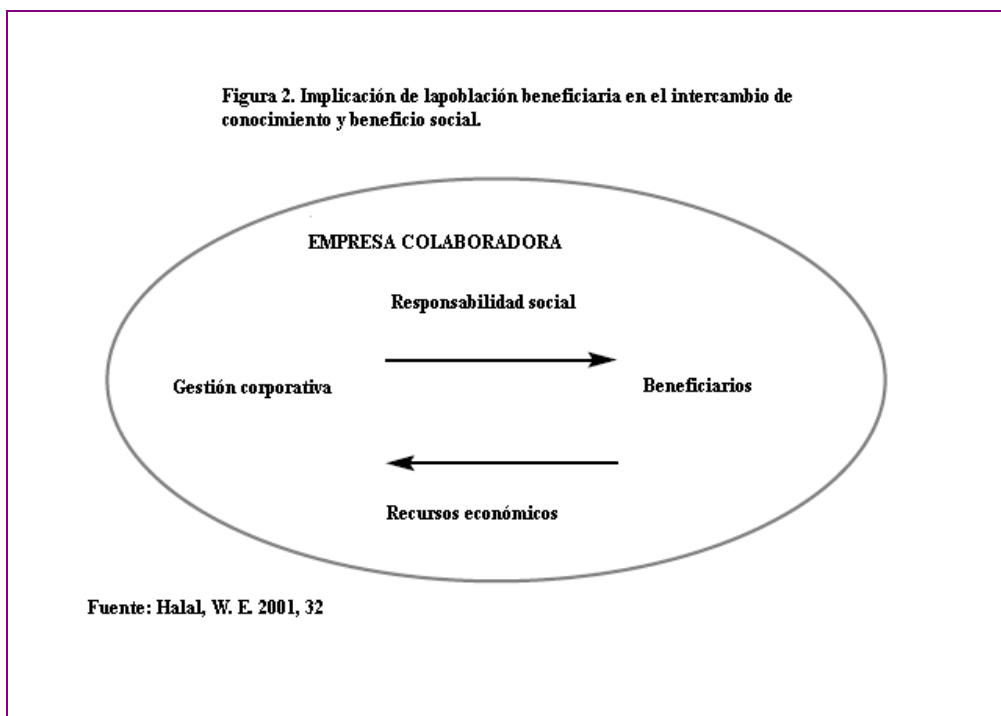 Figura 2. Implicación de lapoblación beneficiaria en el intercambio de
conocimiento y beneficio social.
EMPRESA COLABORADORA
Responsabilidad social
Gestión corporativa
Beneficiarios
Recursos económicos
Fuente: Halal, W. E. 2001, 32